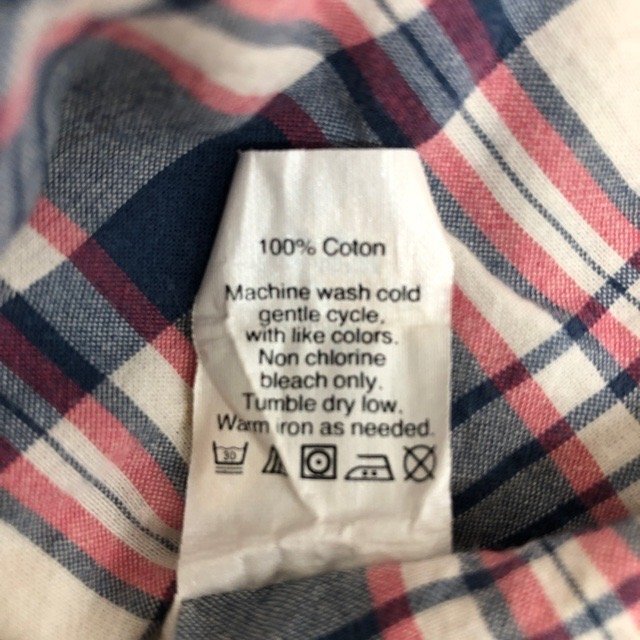 100% Coton
Machine wash cold
gentle cycle,
with like colors.
Non chlorine
bleach only.
Tumble dry low,
Warm iron as needed.
30